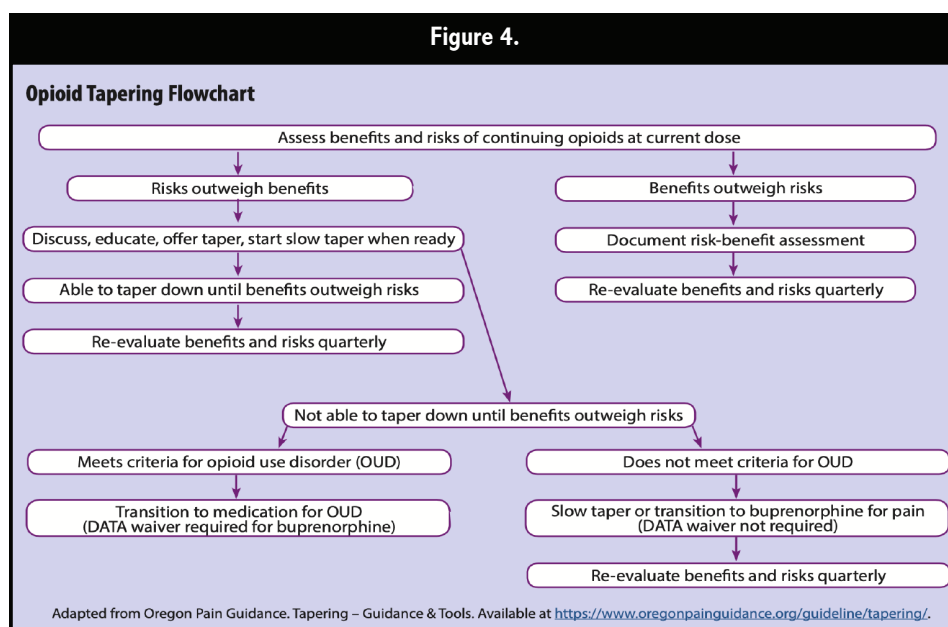 Figure 4.
Opioid Tapering Flowchart
Assess benefits and risks of continuing opioids at current dose
Risks outweigh benefits
Benefits outweigh risks
Discuss, educate, offer taper, start slow taper when ready
Document risk-benefit assessment
Able to taper down until benefits outweigh risks
Re-evaluate benefits and risks quarterly
Re-evaluate benefits and risks quarterly
Not able to taper down until benefits outweigh risks
Meets criteria for opioid use disorder (OUD)
Does not meet criteria for OUD
Transition to medication for OUD
(DATA waiver required for buprenorphine)
Slow taper or transition to buprenorphine for pain
(DATA waiver not required)
Re-evaluate benefits and risks quarterly
Adapted from Oregon Pain Guidance. Tapering – Guidance & Tools. Available at https://www.oregonpainguidance.org/guideline/tapering/.